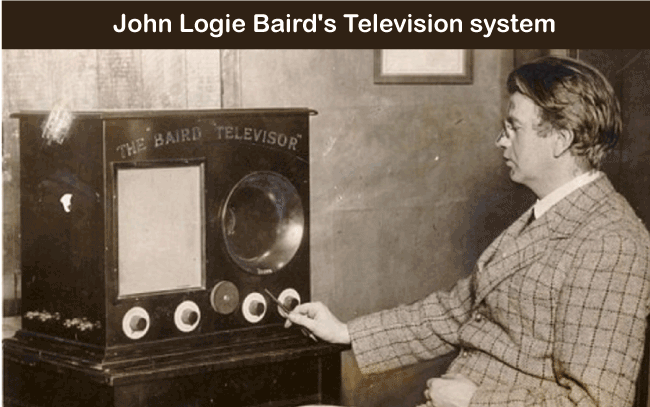 John Logie Baird's Television system
THE "BAIRD "TELEVISOR"